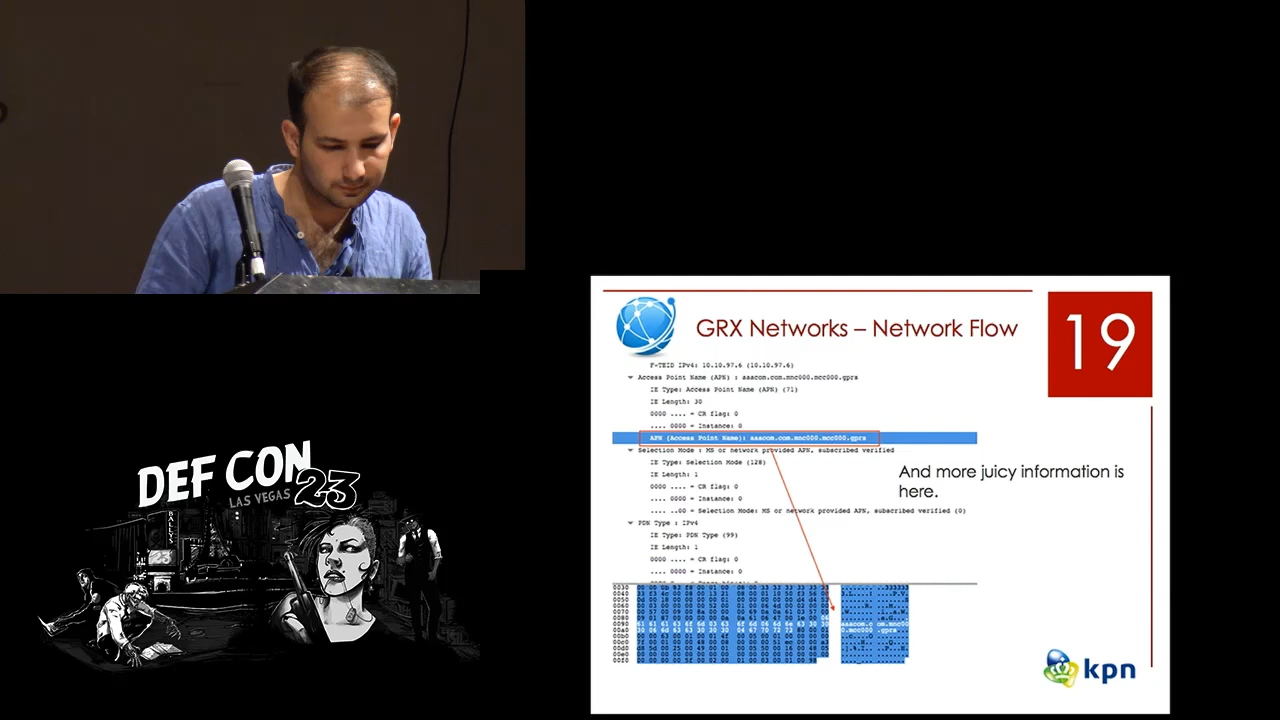 GRX Networks – Network Flow
19
F-TEID IPv4: 10.10.97.6 (10.10.97.6)
Access Point Name (APN) : aaacom.com.mnc000.mcc000.gprs
IE Type: Access Point Name (APN) (71)
IE Length: 30
0000 .... = CR flag: 0
.... 0000 = Instance: 0
APN (Access Point Name): aaacom.com.mnc000.mcc000.gprs
Selection Mode : MS or network provided APN, subscribed verified
IE Type: Selection Mode (128)
IE Length: 1
0000 .... = CR flag: 0
.... 0000 = Instance: 0
.... ..00 = Selection Mode: MS or network provided APN, subscribed verified (0)
PDN Type : IPv4
IE Type: PDN Type (99)
IE Length: 1
0000 .... = CR flag: 0
.... 0000 = Instance: 0
And more juicy information is
here.
DEF CON
LAS VEGAS 23
BALLYS
kpn